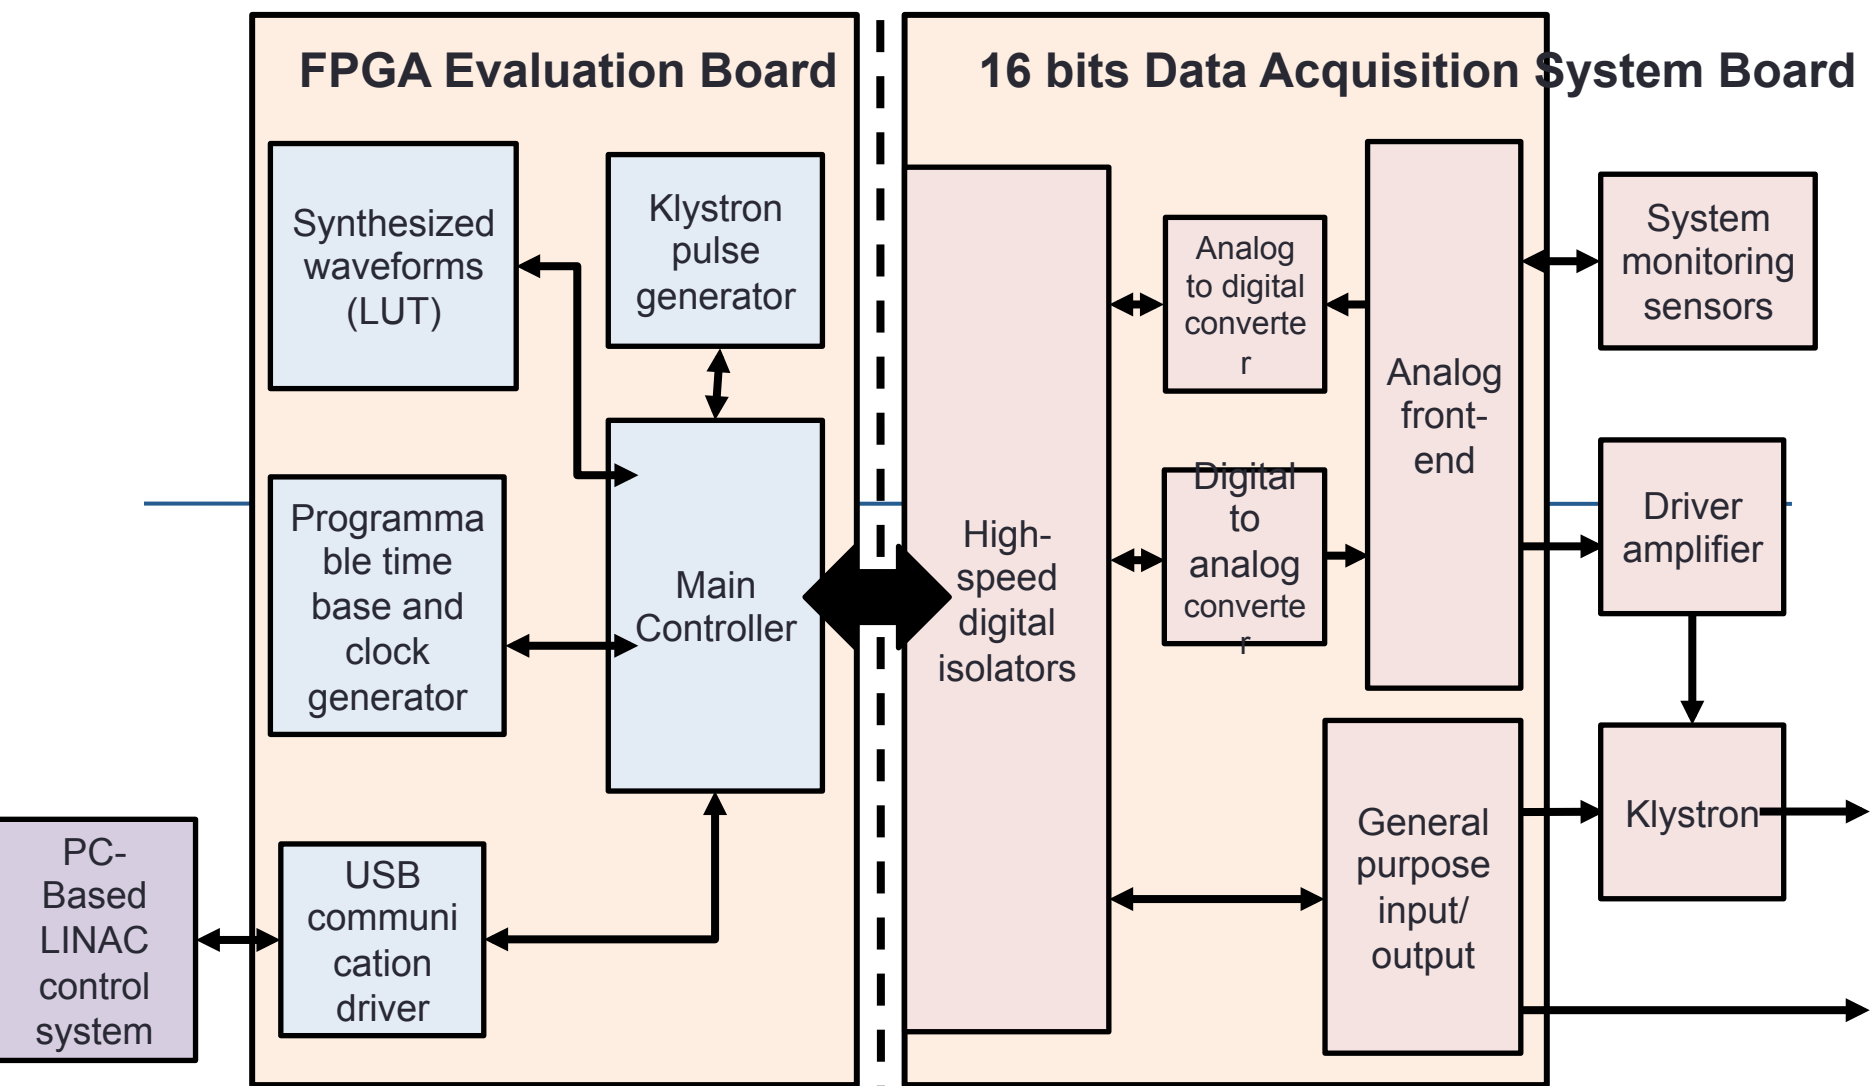 FPGA Evaluation Board
16 bits Data Acquisition System Board
Synthesized
waveforms
(LUT)
Klystron
pulse
generator
Programma
ble time
base and
clock
generator
Main
Controller
USB
communi
cation
driver
PC-
Based
LINAC
control
system
High-
speed
digital
isolators
Analog
to digital
converte
r
Digital
to
analog
converte
r
Analog
front-
end
General
purpose
input/
output
System
monitoring
sensors
Driver
amplifier
Klystron